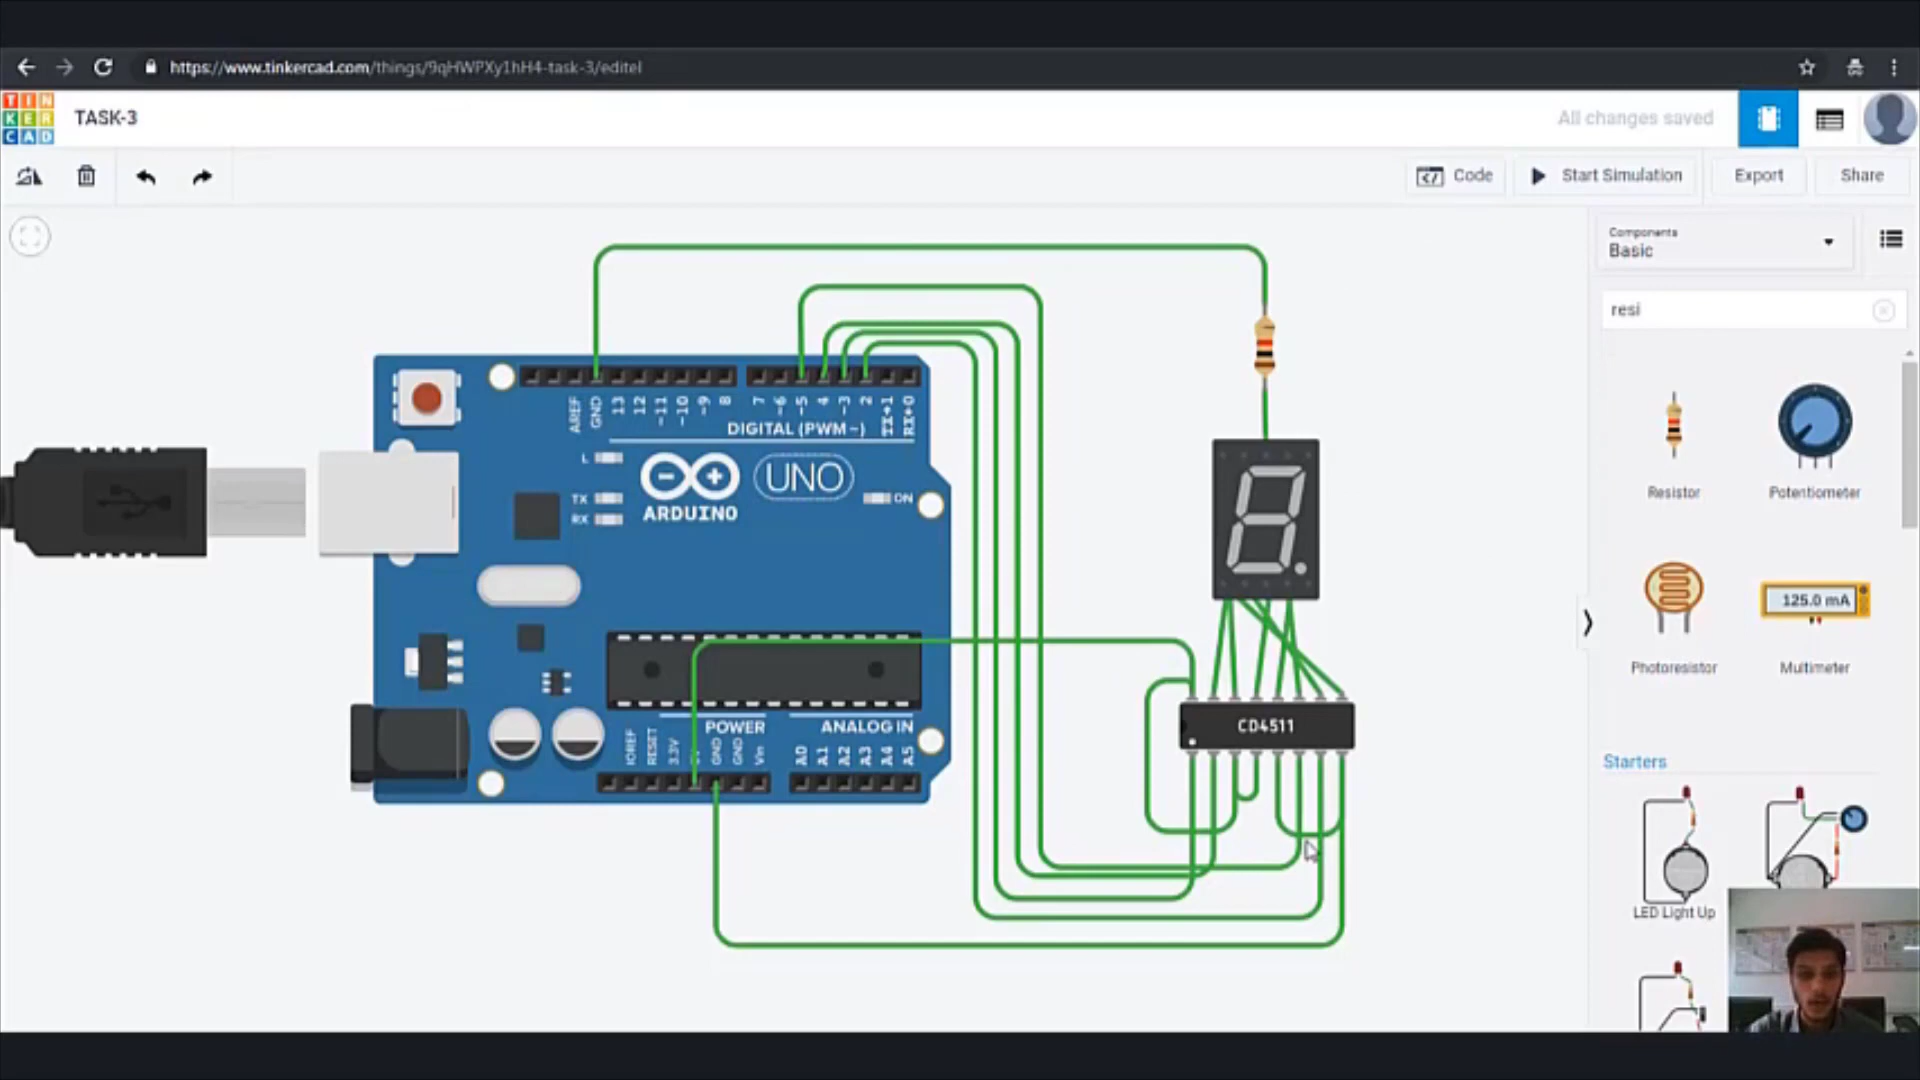 https://www.tinkercad.com/things/9qHWPXy1hH4-task-3/editel
TIN
KER
CAD
TASK-3
All changes saved
Code
Start Simulation
Export
Share
Components
Basic
resi
AREF
GND
13
12
~11
~10
~9
8
7
~6
~5
4
~3
2
TX→1
RX←0
DIGITAL (PWM~)
L
TX
RX
UNO
ON
ARDUINO
Resistor
Potentiometer
125.0 mA
Photoresistor
Multimeter
POWER
ANALOG IN
IOREF
RESET
3.3V
GND
GND
Vin
A0
A1
A2
A3
A4
A5
CD4511
Starters
LED Light Up